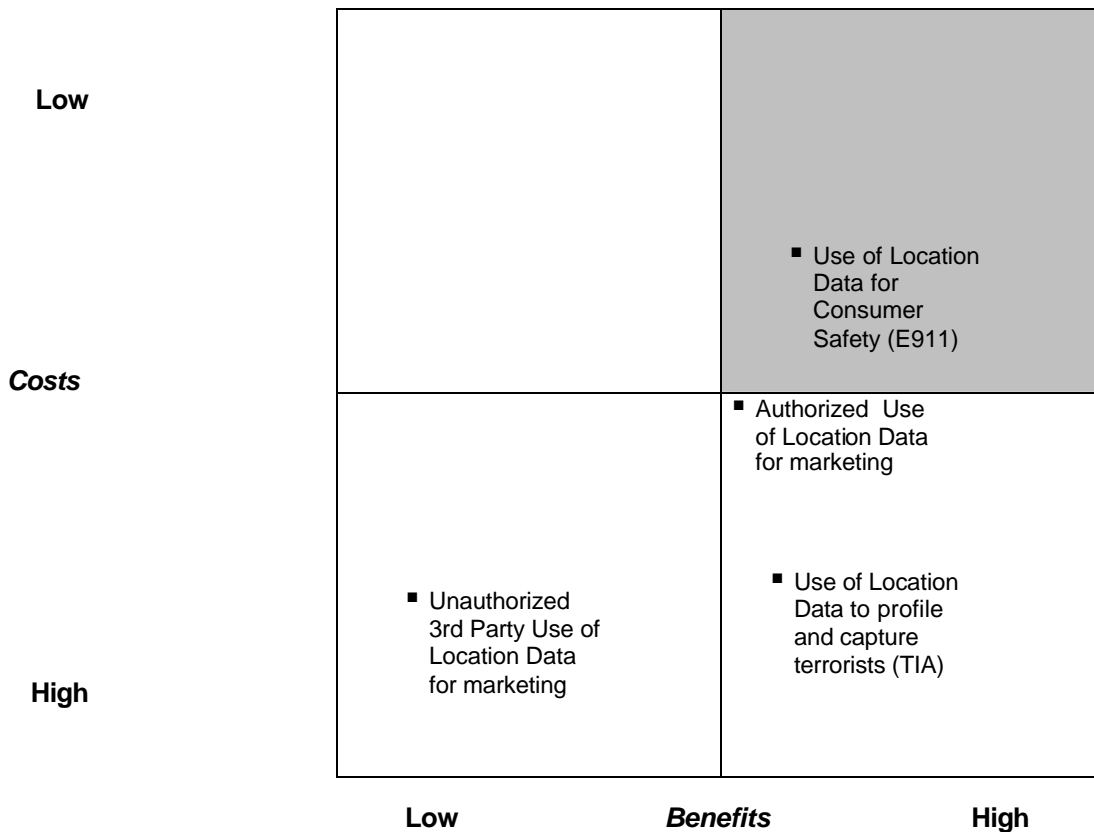 Low
▪ Use of Location
Data for
Consumer
Safety (E911)
Costs
▪ Authorized Use
of Location Data
for marketing
▪ Unauthorized
3rd Party Use of
Location Data
for marketing
▪ Use of Location
Data to profile
and capture
terrorists (TIA)
High
Low Benefits High